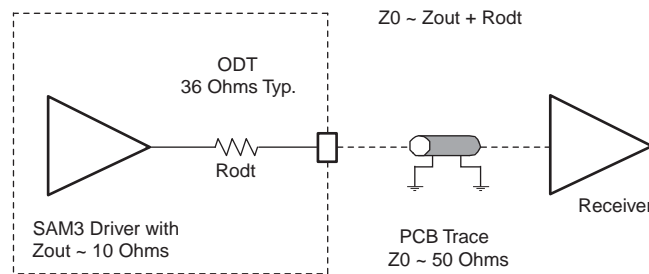 Z0 ~ Zout + Rodt
ODT
36 Ohms Typ.
Rodt
Receiver
SAM3 Driver with
Zout ~ 10 Ohms
PCB Trace
Z0 ~ 50 Ohms